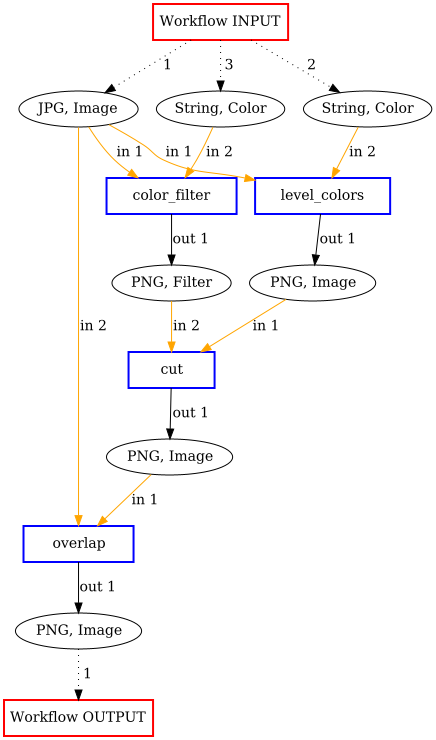 Workflow INPUT
1
3
2
JPG, Image
String, Color
String, Color
in 1
in 1
in 2
in 2
color_filter
level_colors
out 1
out 1
PNG, Filter
PNG, Image
in 2
in 2
in 1
cut
out 1
PNG, Image
in 1
overlap
out 1
PNG, Image
1
Workflow OUTPUT